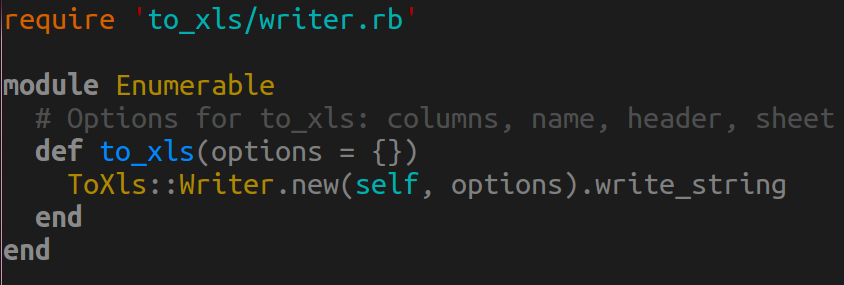 require 'to_xls/writer.rb'
module Enumerable
# Options for to_xls: columns, name, header, sheet
def to_xls(options = {})
ToXls::Writer.new(self, options).write_string
end
end